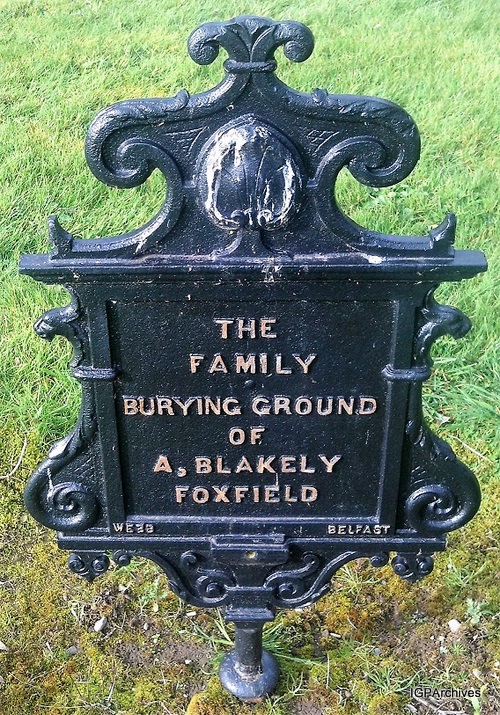 THE
FAMILY
BURYING GROUND
OF
A, BLAKELY
FOXFIELD
WEBB BELFAST
IGPArchives